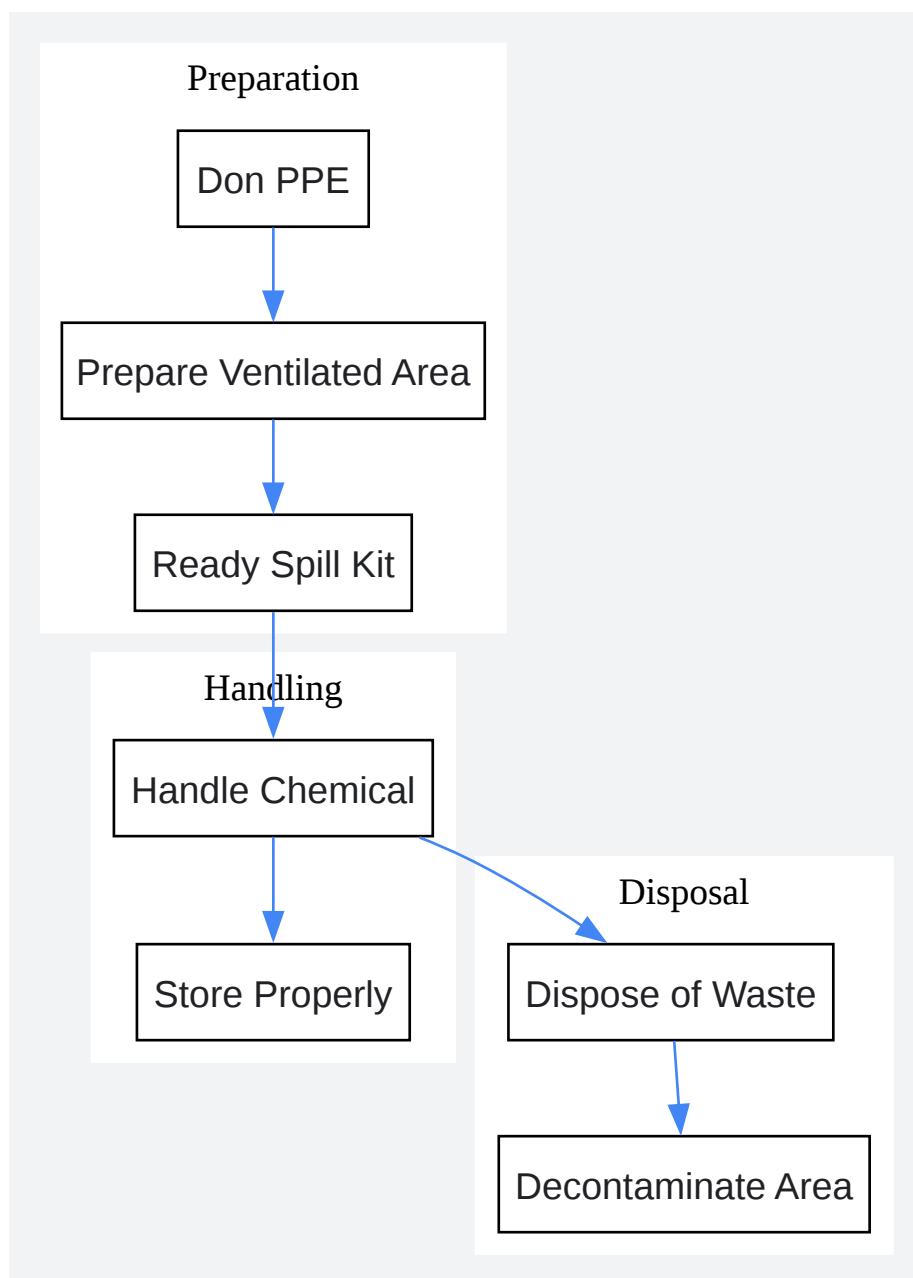 Preparation
Don PPE
Prepare Ventilated Area
Ready Spill Kit
Handling
Handle Chemical
Store Properly
Disposal
Dispose of Waste
Decontaminate Area